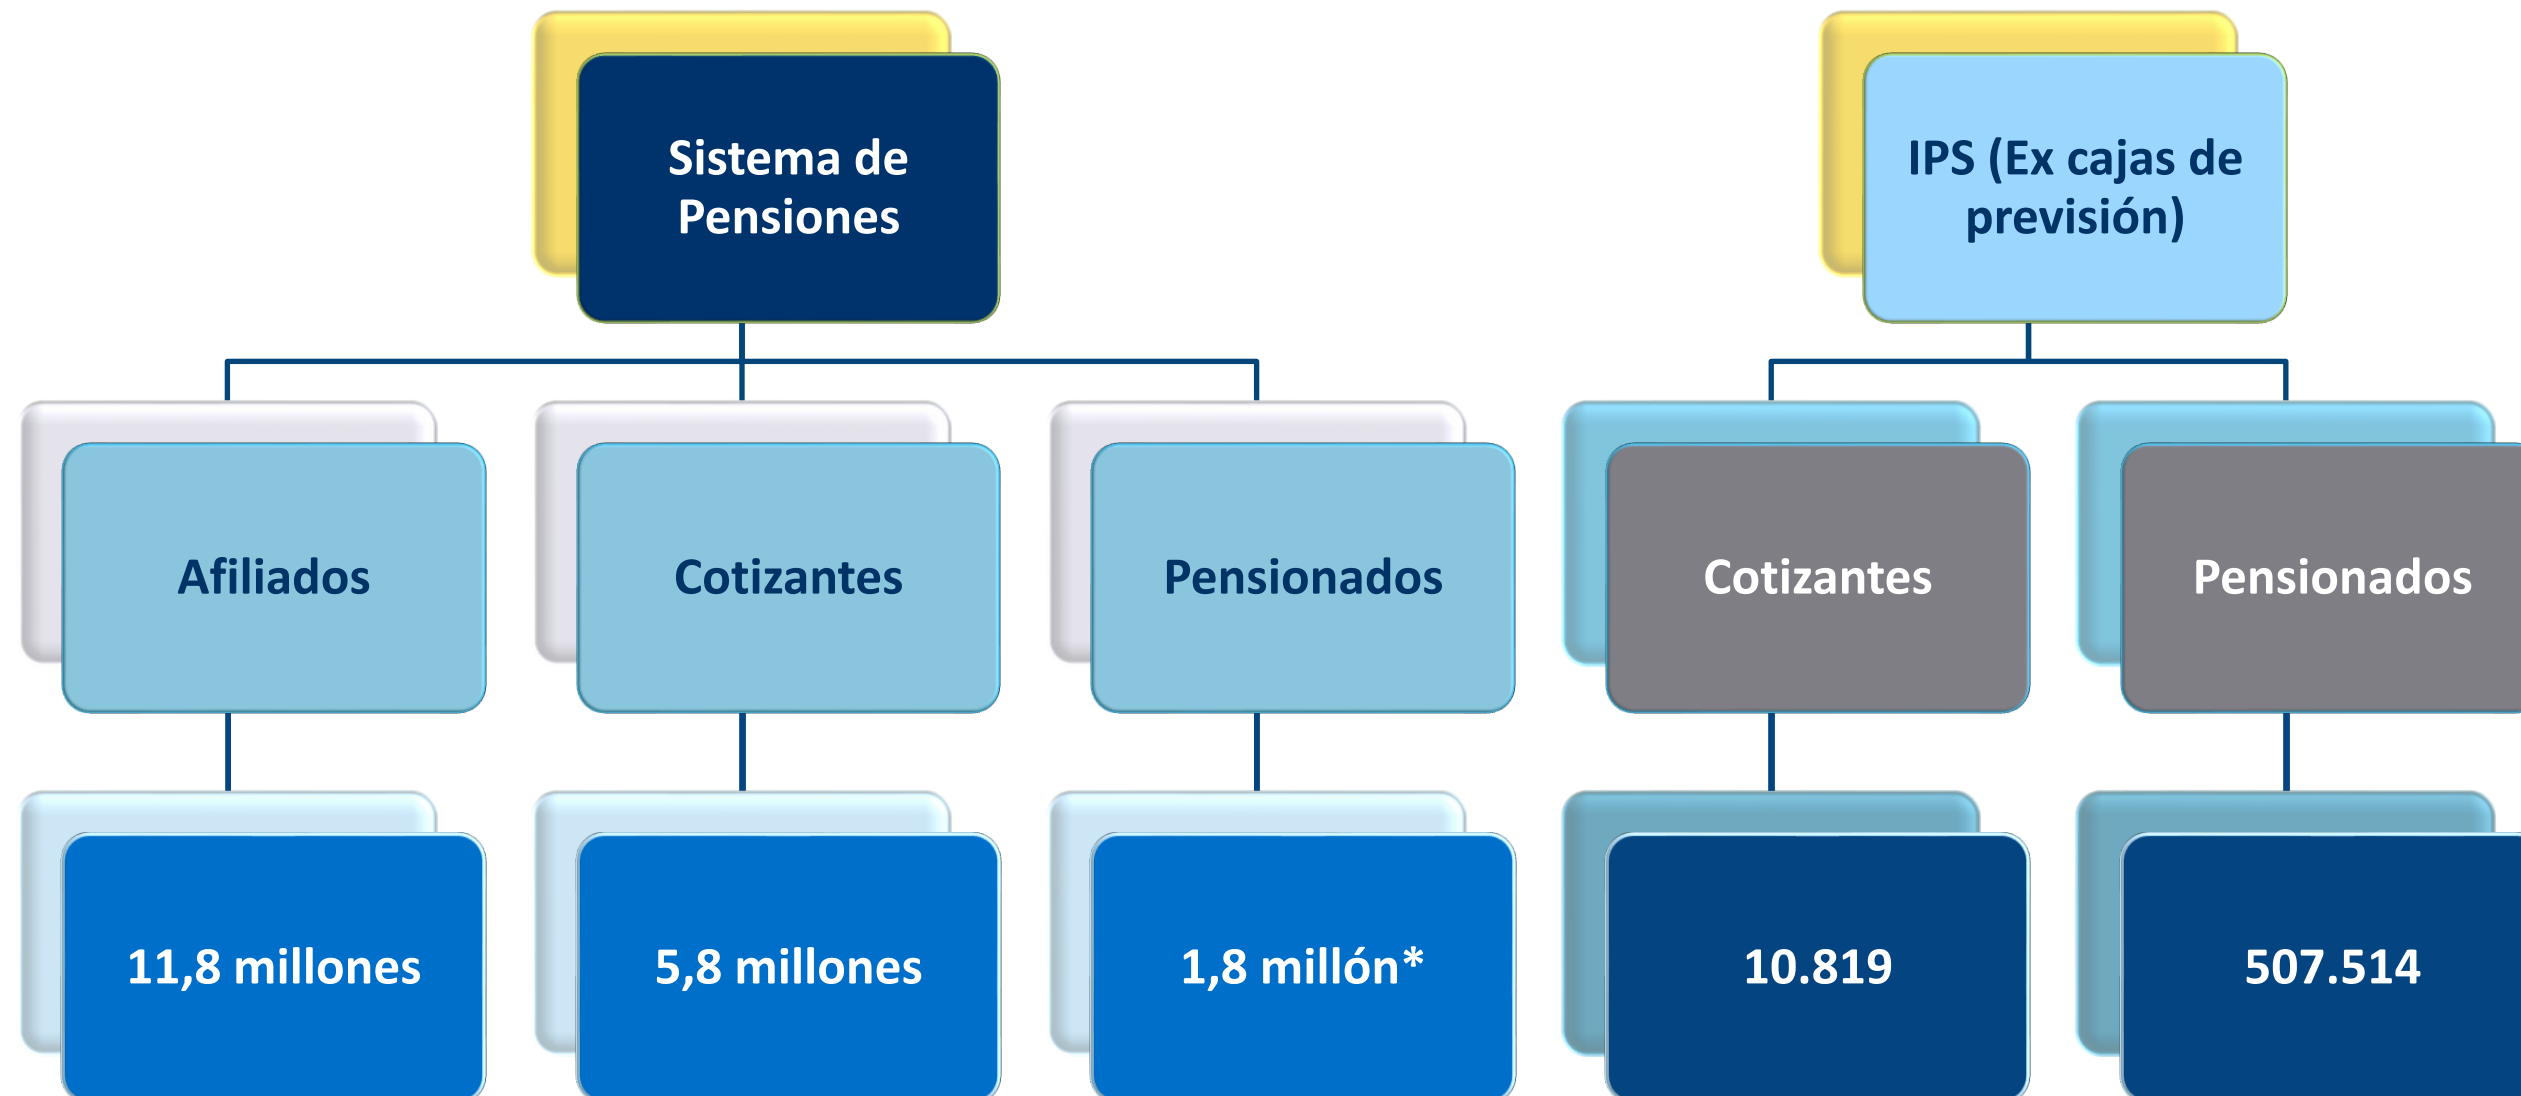 Sistema de
Pensiones
IPS (Ex cajas de
previsión)
Afiliados
Cotizantes
Pensionados
Cotizantes
Pensionados
11,8 millones
5,8 millones
1,8 millón*
10.819
507.514